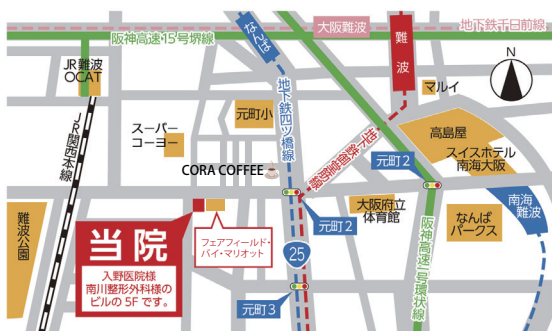 大阪難波
地下鉄千日前線
阪神高速15号堺線
なんば
難波
N
JR難波
OCAT
マルイ
元町小
地下鉄四ツ橋線
高島屋
スーパー
コーヨー
JR関西本線
地下鉄御堂筋線
スイスホテル
南海大阪
元町2
CORA COFFEE
南海
難波
大阪府立
体育館
難波公園
元町2
なんば
パークス
阪神高速1号環状線
当院
入野医院様
南川整形外科様の
ビルの5Fです。
フェアフィールド・
バイ・マリオット
25
元町3